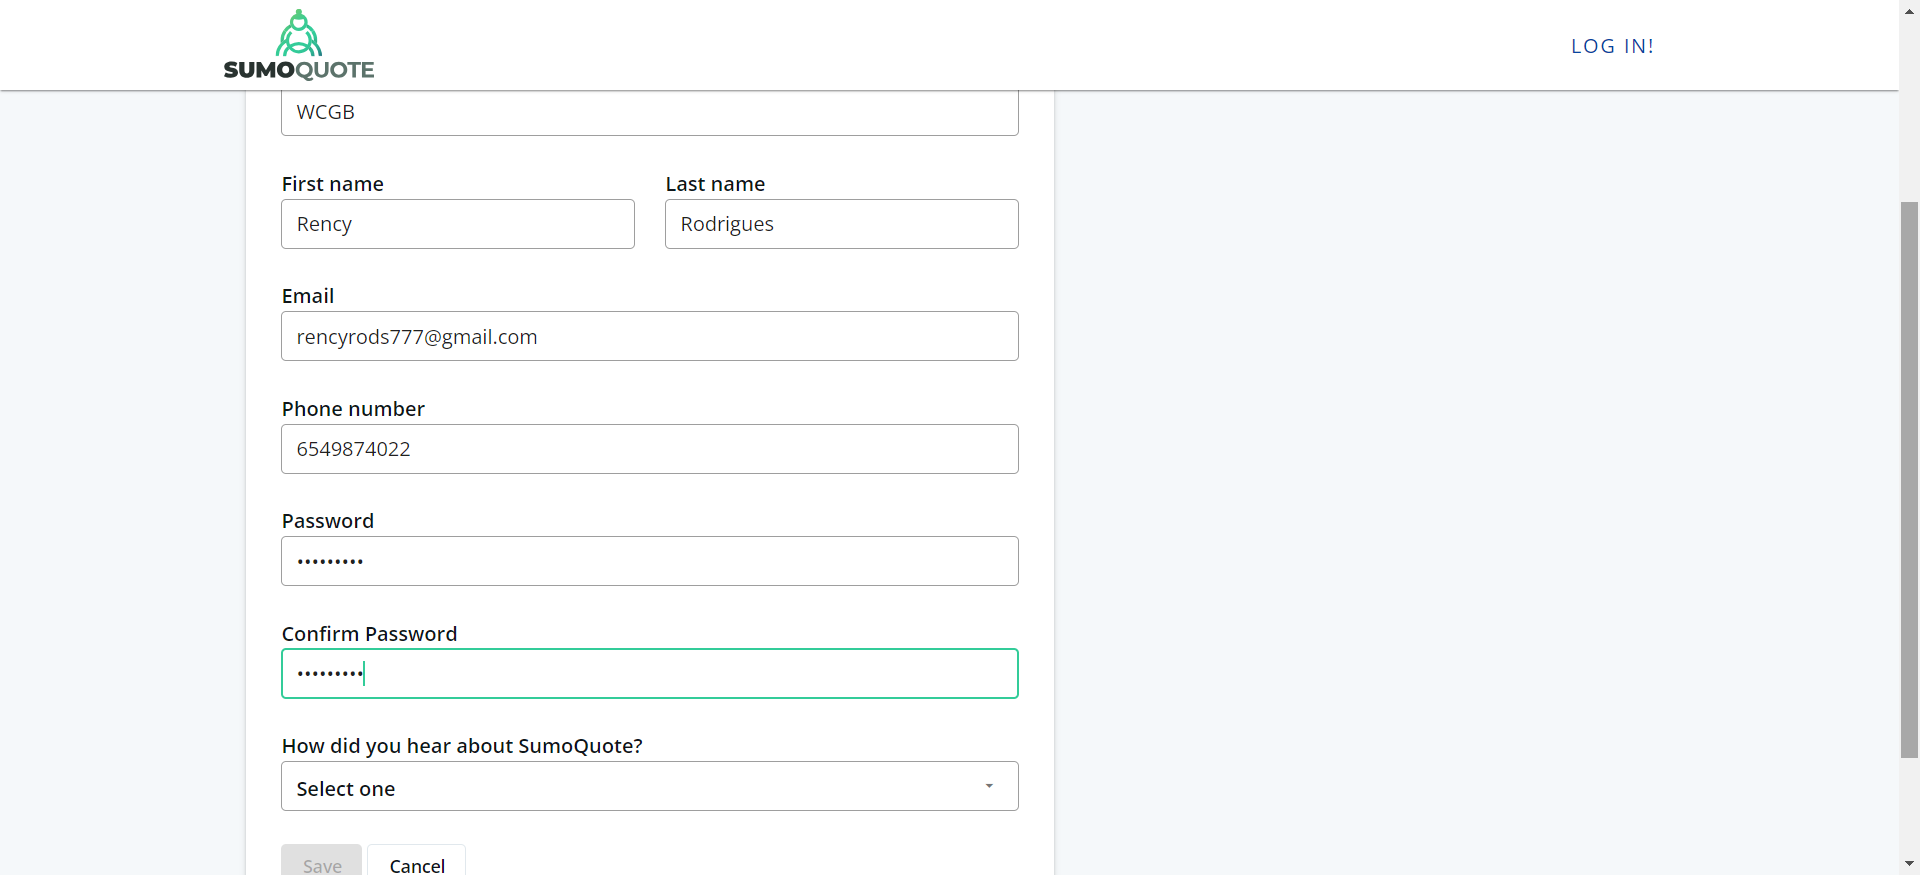 SUMOQUOTE
LOG IN!
WCGB
First name
Last name
Rency
Rodrigues
Email
rencyrods777@gmail.com
Phone number
6549874022
Password
•••••••••
Confirm Password
•••••••••
How did you hear about SumoQuote?
Select one
Save
Cancel